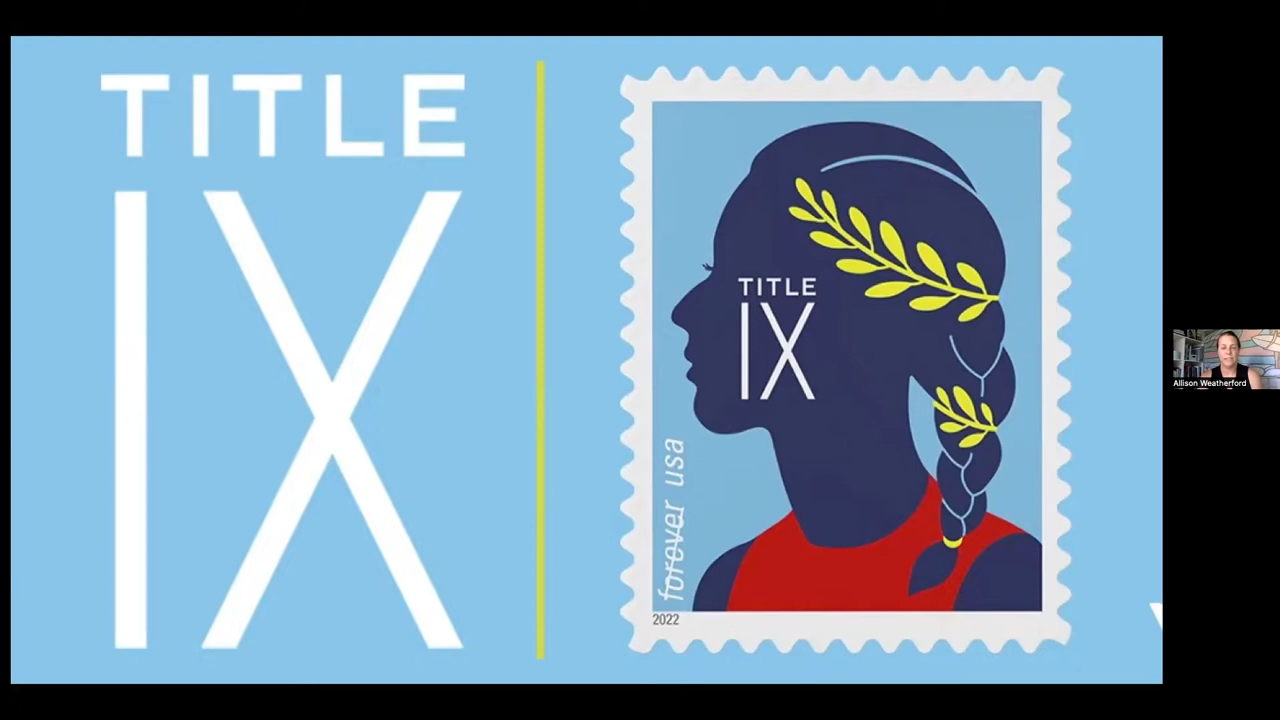 TITLE
IX
TITLE
IX
forever usa
2022
Allison Weatherford